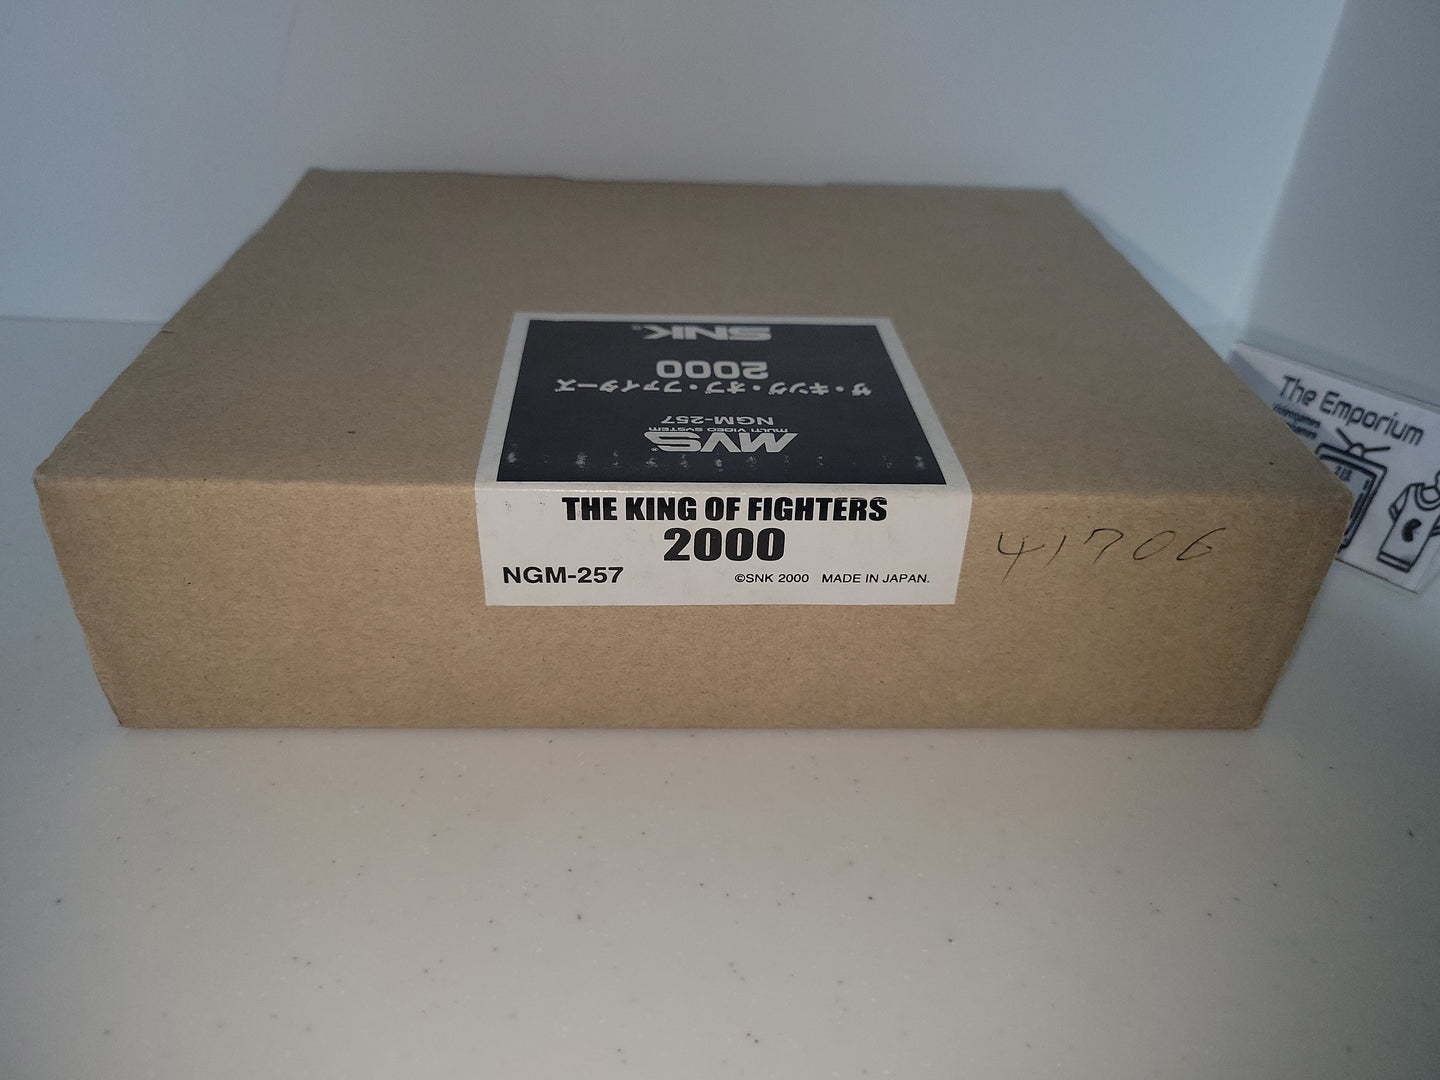 SNK®
2000
ザ・キング・オブ・ファイターズ
NGM-257
MULTI VIDEO SYSTEM
MVS®
THE KING OF FIGHTERS
2000
NGM-257
©SNK 2000 MADE IN JAPAN.
41706
The Emporium